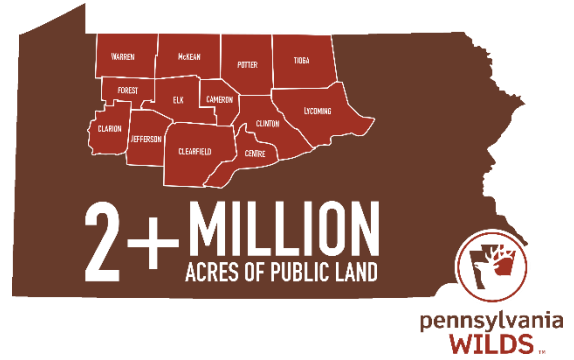 WARREN
McKEAN
POTTER
TIOGA
FOREST
ELK
CAMERON
CLINTON
LYCOMING
CLARION
JEFFERSON
CLEARFIELD
CENTRE
2+ MILLION
ACRES OF PUBLIC LAND
pennsylvania
WILDS